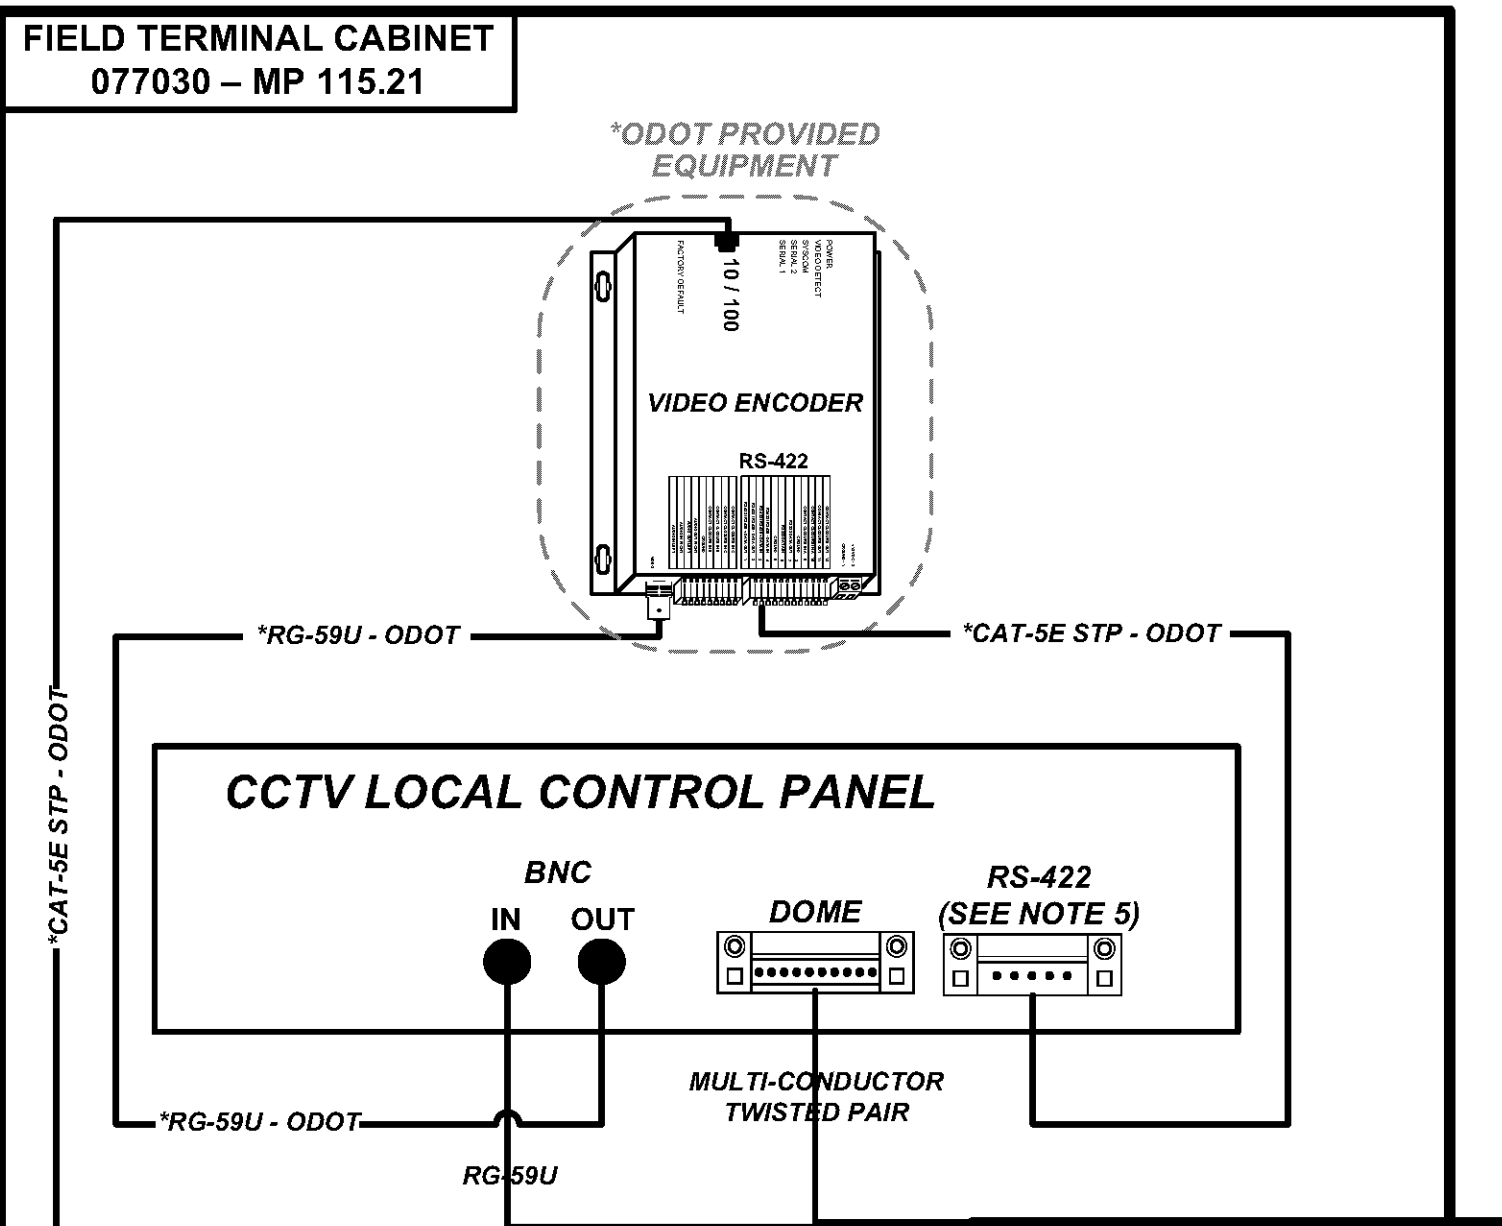 FIELD TERMINAL CABINET
077030 – MP 115.21
*ODOT PROVIDED
EQUIPMENT
FACTORY DEFAULT
10 / 100
POWER
VIDEO DETECT
SYSCOM
SERIAL 2
SERIAL 1
VIDEO ENCODER
RS-422
*RG-59U - ODOT
*CAT-5E STP - ODOT
*CAT-5E STP - ODOT
CCTV LOCAL CONTROL PANEL
BNC
IN
OUT
DOME
RS-422
(SEE NOTE 5)
MULTI-CONDUCTOR
TWISTED PAIR
*RG-59U - ODOT
RG-59U